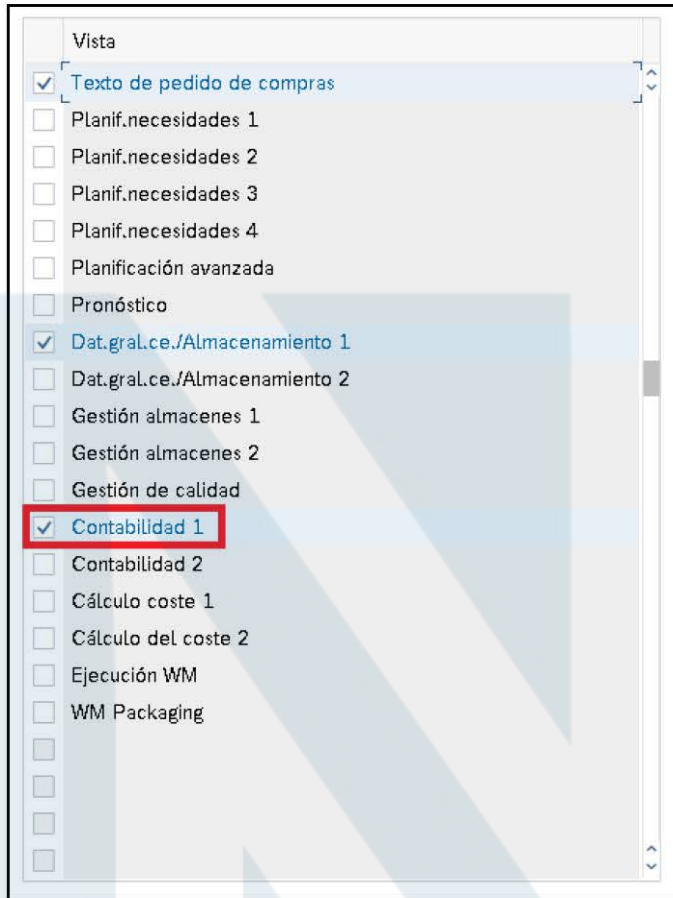 Vista
Texto de pedido de compras
Planif.necesidades 1
Planif.necesidades 2
Planif.necesidades 3
Planif.necesidades 4
Planificación avanzada
Pronóstico
Dat.gral.ce./Almacenamiento 1
Dat.gral.ce./Almacenamiento 2
Gestión almacenes 1
Gestión almacenes 2
Gestión de calidad
Contabilidad 1
Contabilidad 2
Cálculo coste 1
Cálculo del coste 2
Ejecución WM
WM Packaging